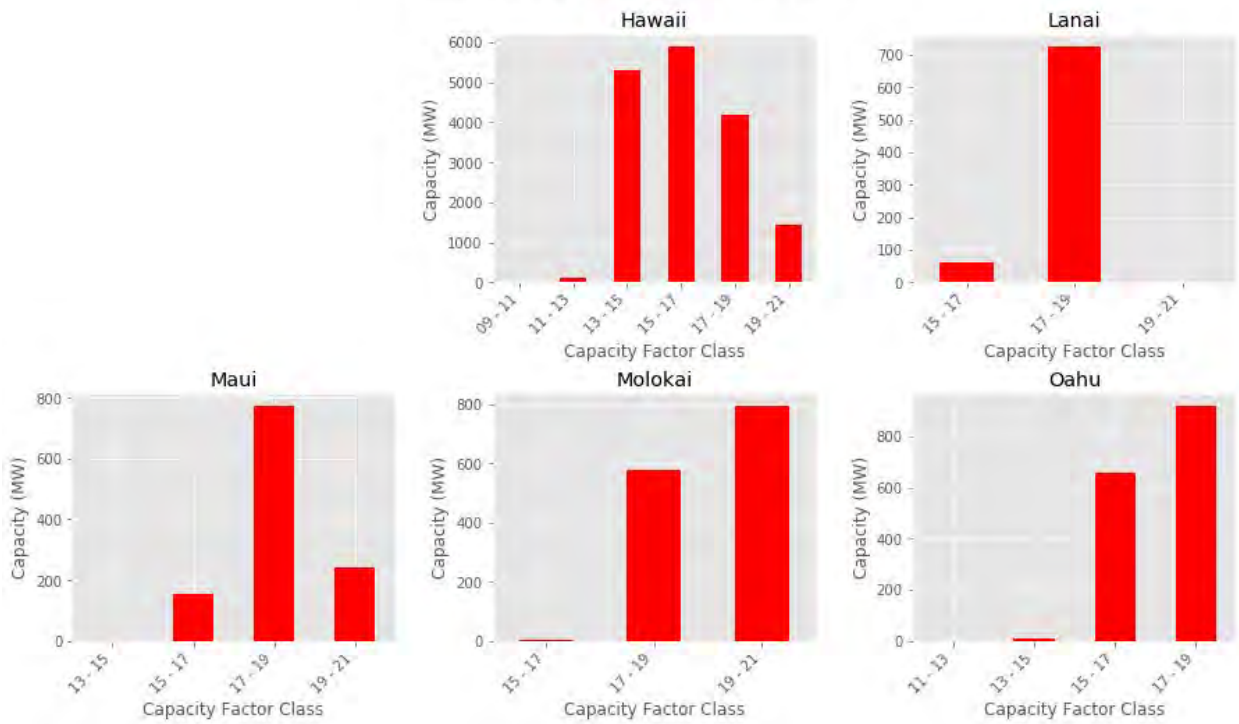 Hawaii
Capacity (MW)
6000
5000
4000
3000
2000
1000
0
09 - 11
11 - 13
13 - 15
15 - 17
17 - 19
19 - 21
Capacity Factor Class
Lanai
Capacity (MW)
700
600
500
400
300
200
100
0
15 - 17
17 - 19
19 - 21
Capacity Factor Class
Maui
Capacity (MW)
800
600
400
200
0
13 - 15
15 - 17
17 - 19
19 - 21
Capacity Factor Class
Molokai
Capacity (MW)
800
600
400
200
0
15 - 17
17 - 19
19 - 21
Capacity Factor Class
Oahu
Capacity (MW)
800
600
400
200
0
11 - 13
13 - 15
15 - 17
17 - 19
Capacity Factor Class